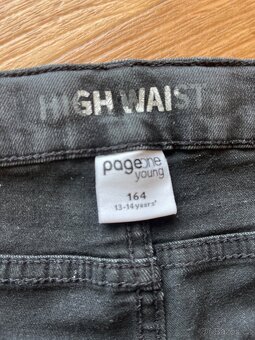 HIGH WAIST
pageone
young
164
13-14 years*